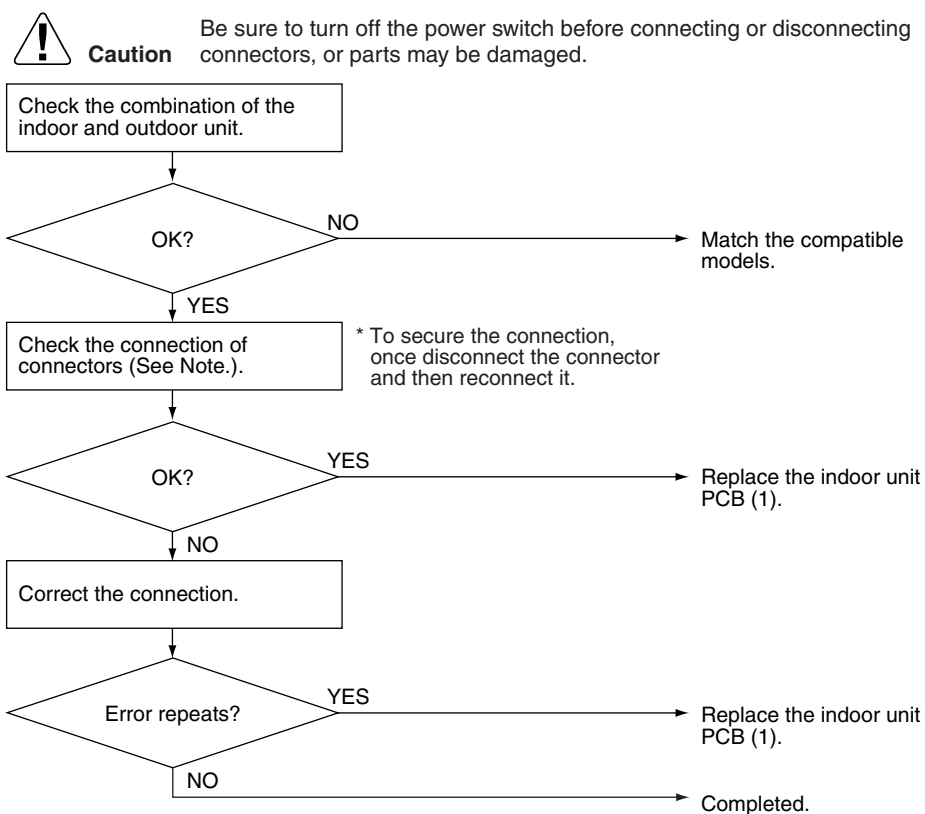 Be sure to turn off the power switch before connecting or disconnecting
Caution connectors, or parts may be damaged.
Check the combination of the
indoor and outdoor unit.
OK?
NO
Match the compatible
models.
YES
Check the connection of
connectors (See Note.).
* To secure the connection,
once disconnect the connector
and then reconnect it.
OK?
YES
Replace the indoor unit
PCB (1).
NO
Correct the connection.
Error repeats?
YES
Replace the indoor unit
PCB (1).
NO
Completed.